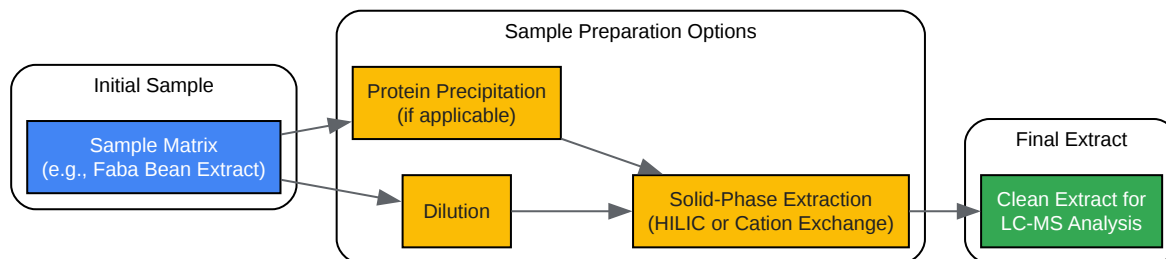 Sample Preparation Options
Initial Sample
Protein Precipitation
(if applicable)
Sample Matrix
(e.g., Faba Bean Extract)
Dilution
Solid-Phase Extraction
(HILIC or Cation Exchange)
Final Extract
Clean Extract for
LC-MS Analysis